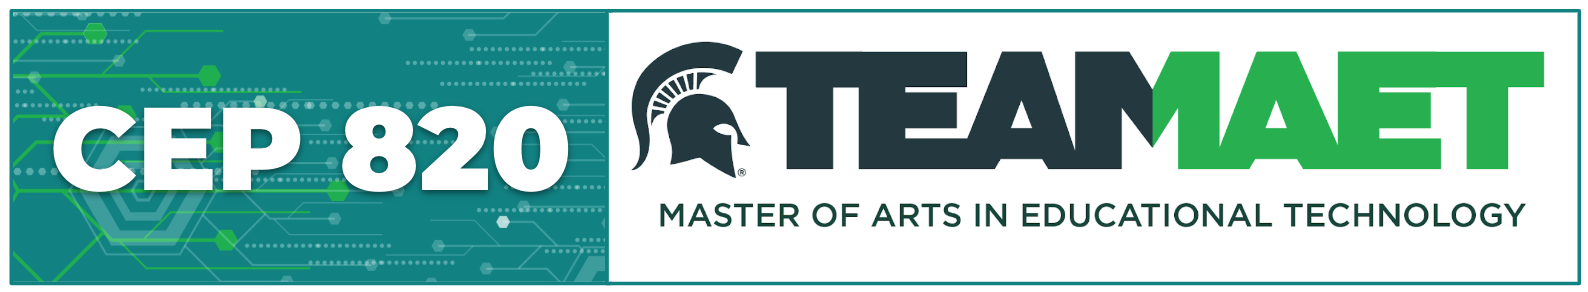 CEP 820
TEAMMAET
®
MASTER OF ARTS IN EDUCATIONAL TECHNOLOGY